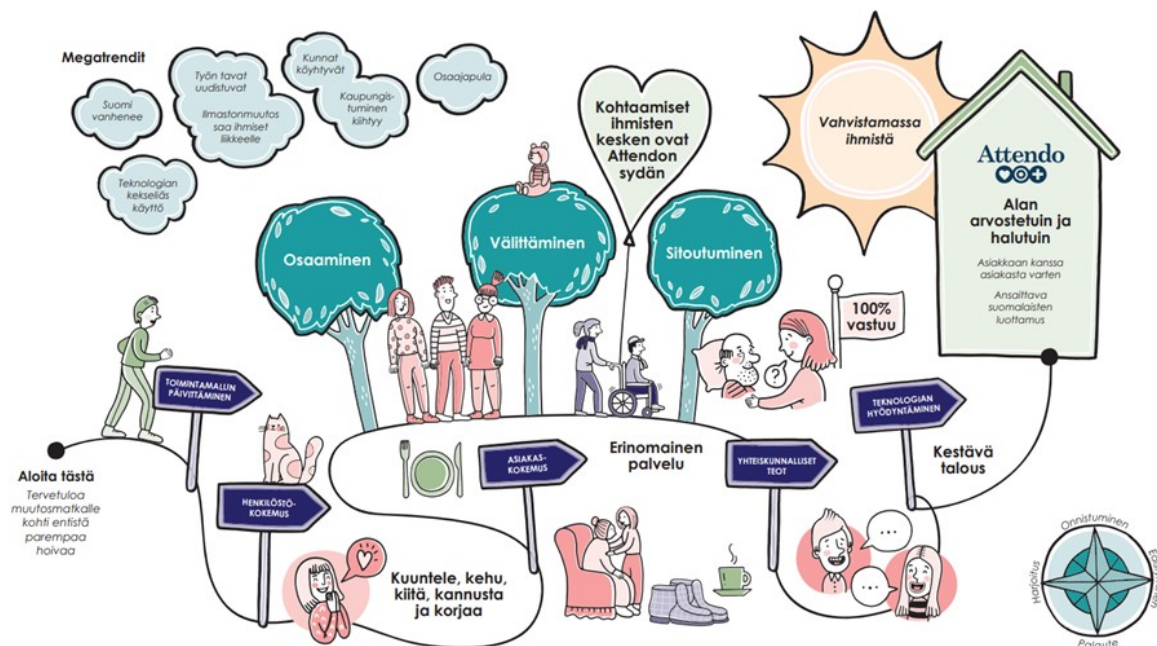 Megatrendit
Suomi
vanhenee
Työn tavat
uudistuvat
Ilmastonmuutos
saa ihmiset
liikkeelle
Kunnat
köyhtyvät
Kaupungis-
tuminen
kiihtyy
Osaajapula
Teknologian
kekseliäs
käyttö
Kohtaamiset
ihmisten
kesken ovat
Attendon
sydän
Vahvistamassa
ihmistä
Attendo
Alan
arvostetuin ja
halutuin
Asiakkaan kanssa
asiakasta varten
Ansaittava
suomalaisten
luottamus
Osaaminen
Välittäminen
Sitoutuminen
100%
vastuu
?
Aloita tästä
Tervetuloa
muutosmatkalle
kohti entistä
parempaa
hoivaa
TOIMINTAMALLIN
PÄIVITTÄMINEN
HENKILÖSTÖ-
KOKEMUS
Kuuntele, kehu,
kiitä, kannusta
ja korjaa
ASIAKAS-
KOKEMUS
Erinomainen
palvelu
YHTEISKUNNALLISET
TEOT
TEKNOLOGIAN
HYÖDYNTÄMINEN
Kestävä
talous
...
...
Onnistuminen
Harjoitus